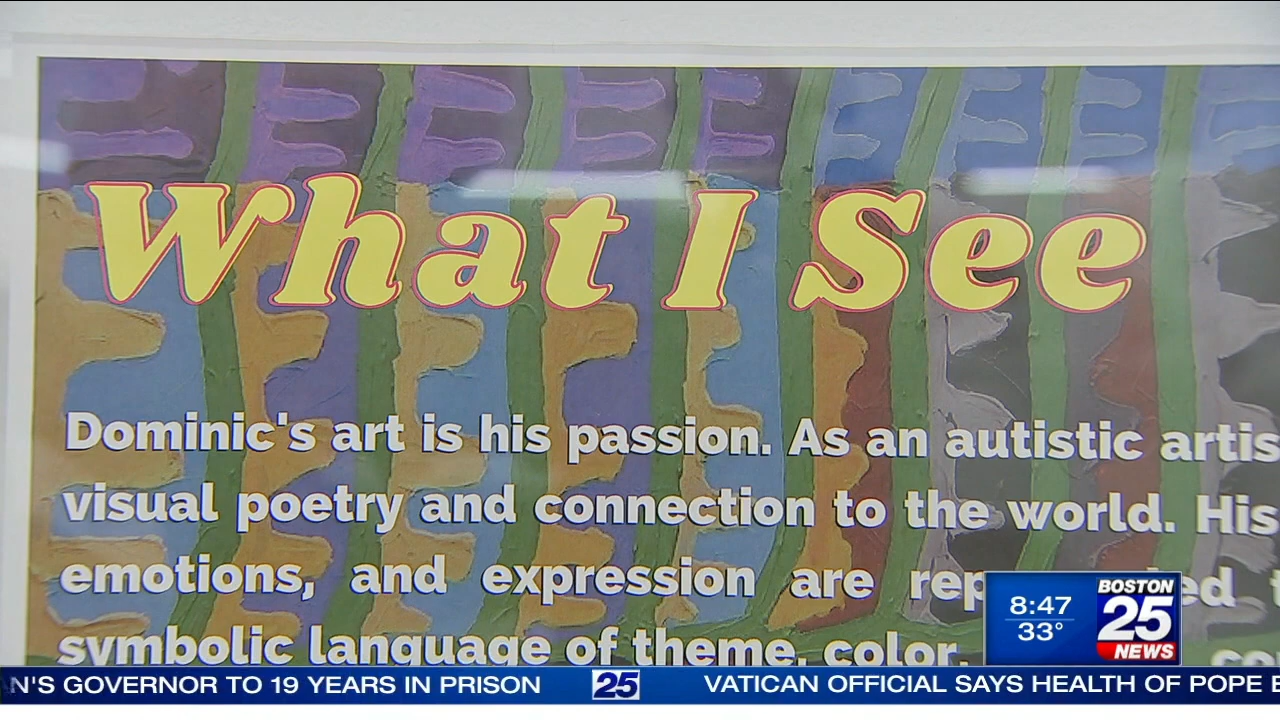 What I See
Dominic's art is his passion. As an autistic artis
visual poetry and connection to the world. His
emotions, and expression are rep ed t
symbolic language of theme, color,
8:47
33°
BOSTON
25
NEWS
N'S GOVERNOR TO 19 YEARS IN PRISON 25 VATICAN OFFICIAL SAYS HEALTH OF POPE